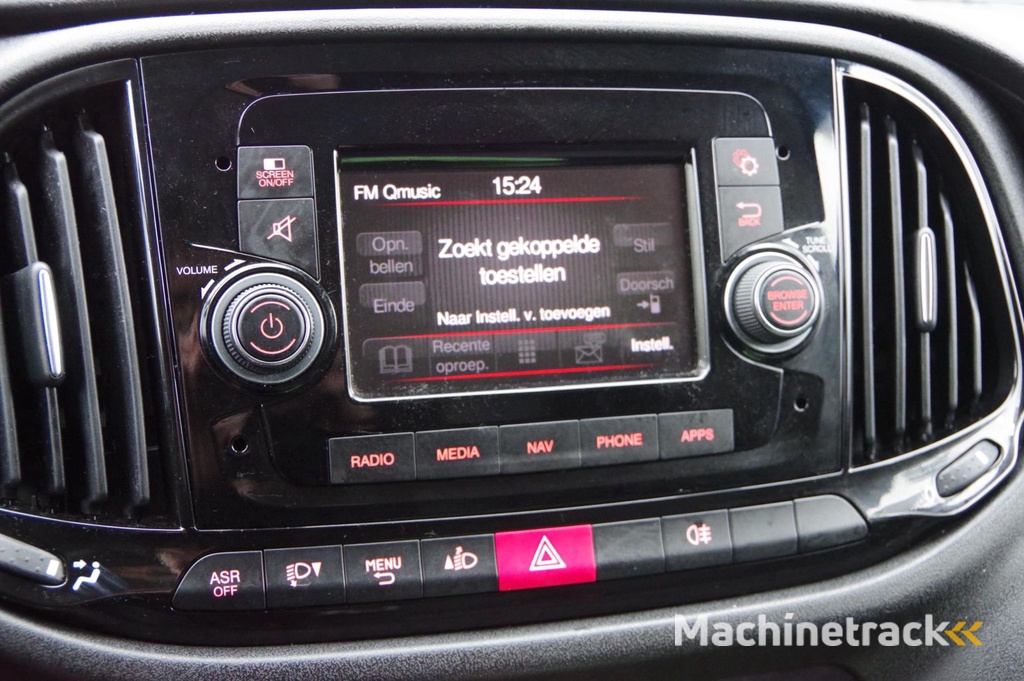 SCREEN
ON/OFF
BACK
VOLUME
TUNE
SCROLL
BROWSE
ENTER
FM Qmusic 15:24
Opn.
bellen
Zoekt gekoppelde
toestellen
Stil
Einde
Doorsch
Naar Instell. v. toevoegen
Recente
oproep.
Instell.
RADIO MEDIA NAV PHONE APPS
ASR
OFF
MENU
Machinetrack